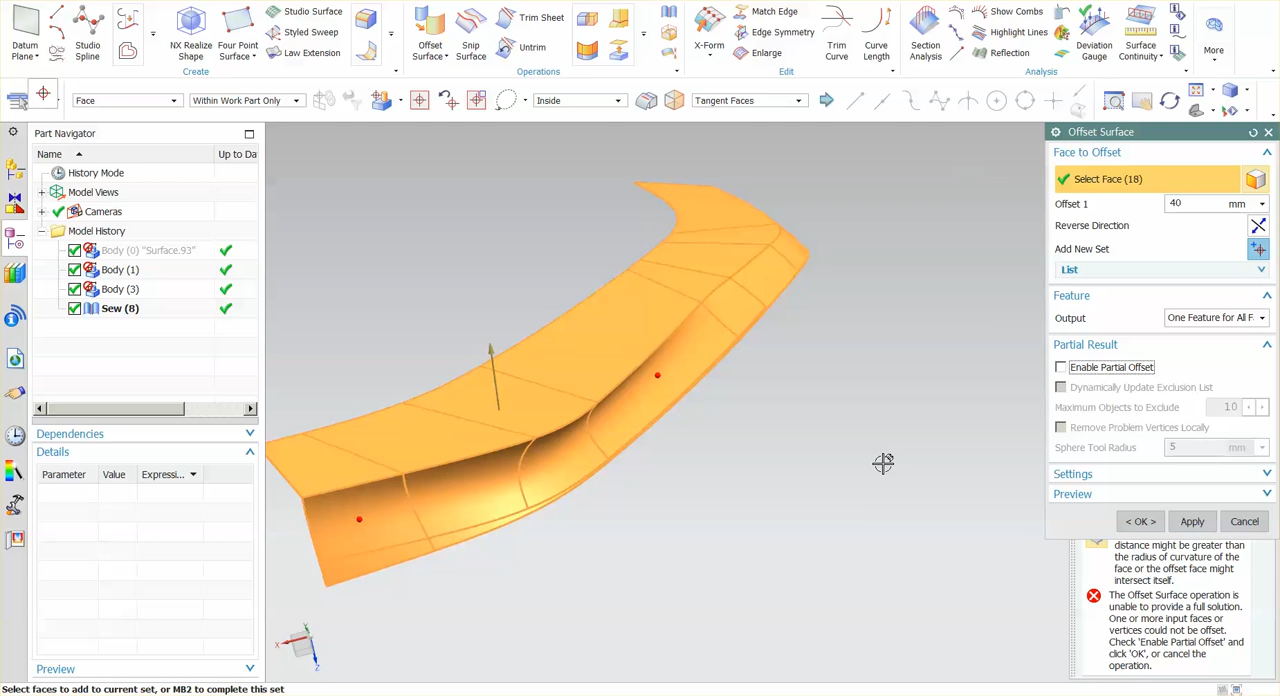 Datum Plane
Studio Spline
NX Realize Shape
Four Point Surface
Studio Surface
Styled Sweep
Law Extension
Create
Offset Surface
Snip Surface
Trim Sheet
Untrim
Operations
X-Form
Match Edge
Edge Symmetry
Enlarge
Edit
Trim Curve
Curve Length
Section Analysis
Show Combs
Highlight Lines
Reflection
Deviation Gauge
Surface Continuity
Analysis
More
Face
Within Work Part Only
Inside
Tangent Faces
Part Navigator
Name
Up to Da
History Mode
Model Views
Cameras
Model History
Body (0) "Surface.93"
Body (1)
Body (3)
Sew (8)
Dependencies
Details
Parameter Value Expressi...
Preview
Offset Surface
Face to Offset
Select Face (18)
Offset 1 40 mm
Reverse Direction
Add New Set
List
Feature
Output One Feature for All F
Partial Result
Enable Partial Offset
Dynamically Update Exclusion List
Maximum Objects to Exclude 10
Remove Problem Vertices Locally
Sphere Tool Radius 5 mm
Settings
Preview
< OK > Apply Cancel
distance might be greater than
the radius of curvature of the
face or the offset face might
intersect itself.
The Offset Surface operation is
unable to provide a full solution.
One or more input faces or
vertices could not be offset.
Check 'Enable Partial Offset' and
click 'OK', or cancel the
operation.
X
Y
Z
Select faces to add to current set, or MB2 to complete this set